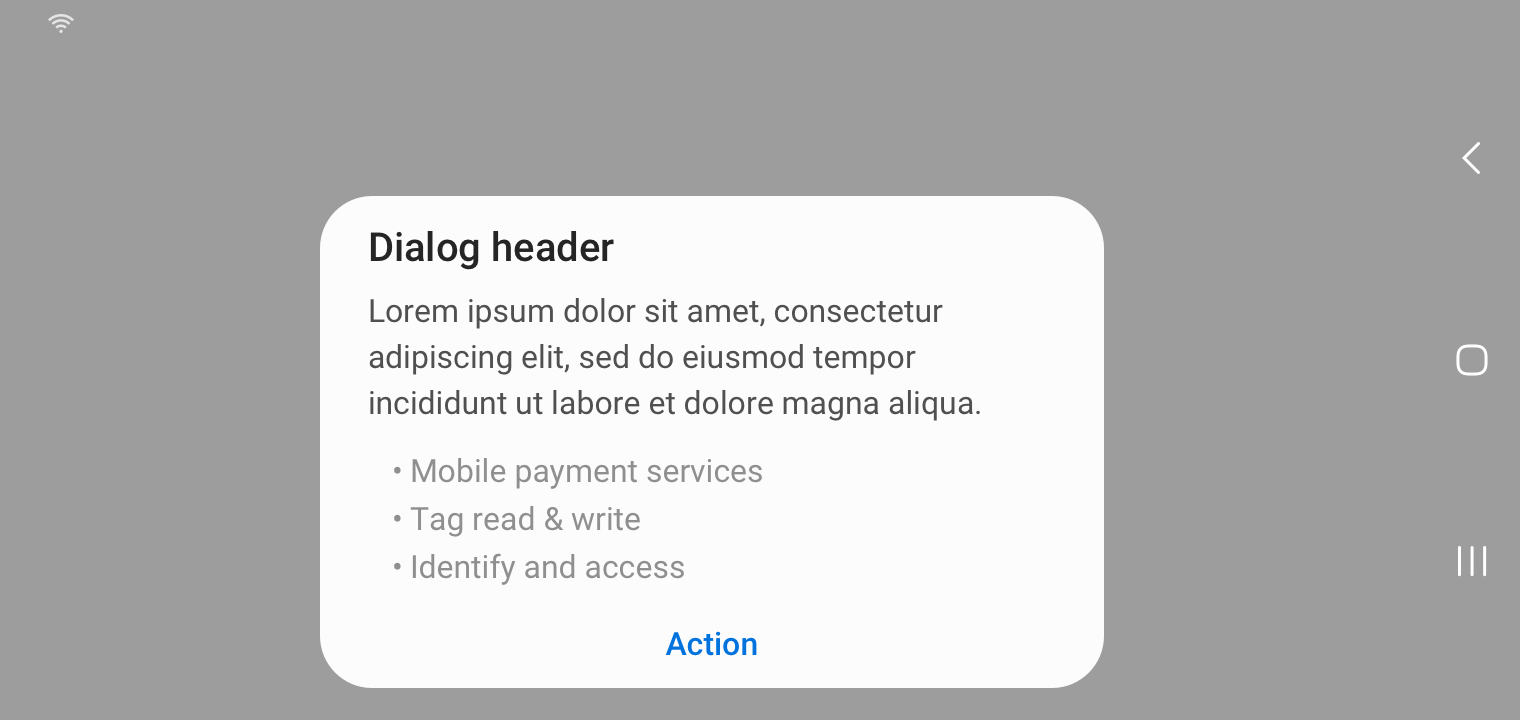 Dialog header
Lorem ipsum dolor sit amet, consectetur
adipiscing elit, sed do eiusmod tempor
incididunt ut labore et dolore magna aliqua.
• Mobile payment services
• Tag read & write
• Identify and access
Action